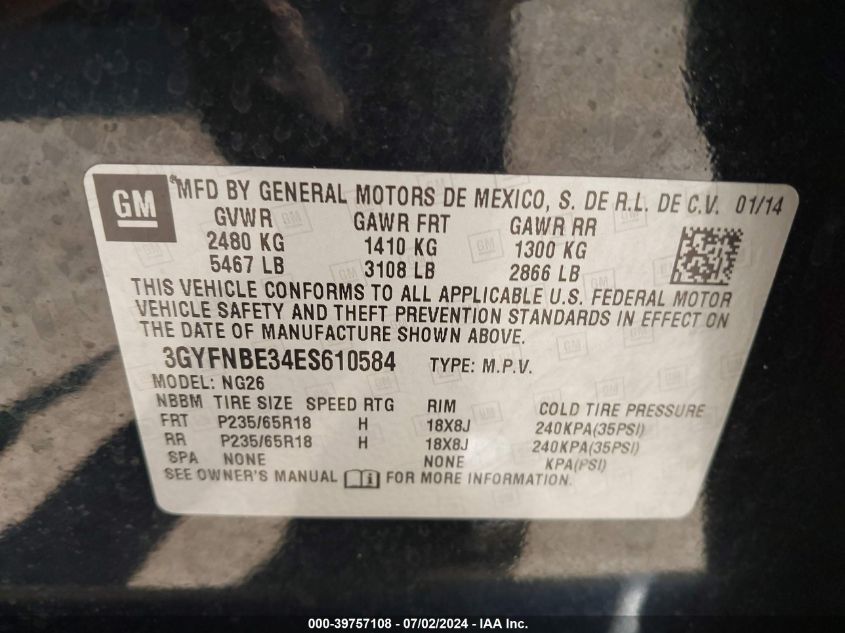 GM
MFD BY GENERAL MOTORS DE MEXICO, S. DE R.L. DE C.V. 01/14
GVWR GAWR FRT GAWR RR
2480 KG 1410 KG 1300 KG
5467 LB 3108 LB 2866 LB
THIS VEHICLE CONFORMS TO ALL APPLICABLE U.S. FEDERAL MOTOR
VEHICLE SAFETY AND THEFT PREVENTION STANDARDS IN EFFECT ON
THE DATE OF MANUFACTURE SHOWN ABOVE.
3GYFNBE34ES610584 TYPE: M.P.V.
MODEL: NG26
NBBM TIRE SIZE SPEED RTG RIM COLD TIRE PRESSURE
FRT P235/65R18 H 18X8J 240KPA(35PSI)
RR P235/65R18 H 18X8J 240KPA(35PSI)
SPA NONE NONE KPA(PSI)
SEE OWNER'S MANUAL FOR MORE INFORMATION.
000-39757108 - 07/02/2024 - IAA Inc.